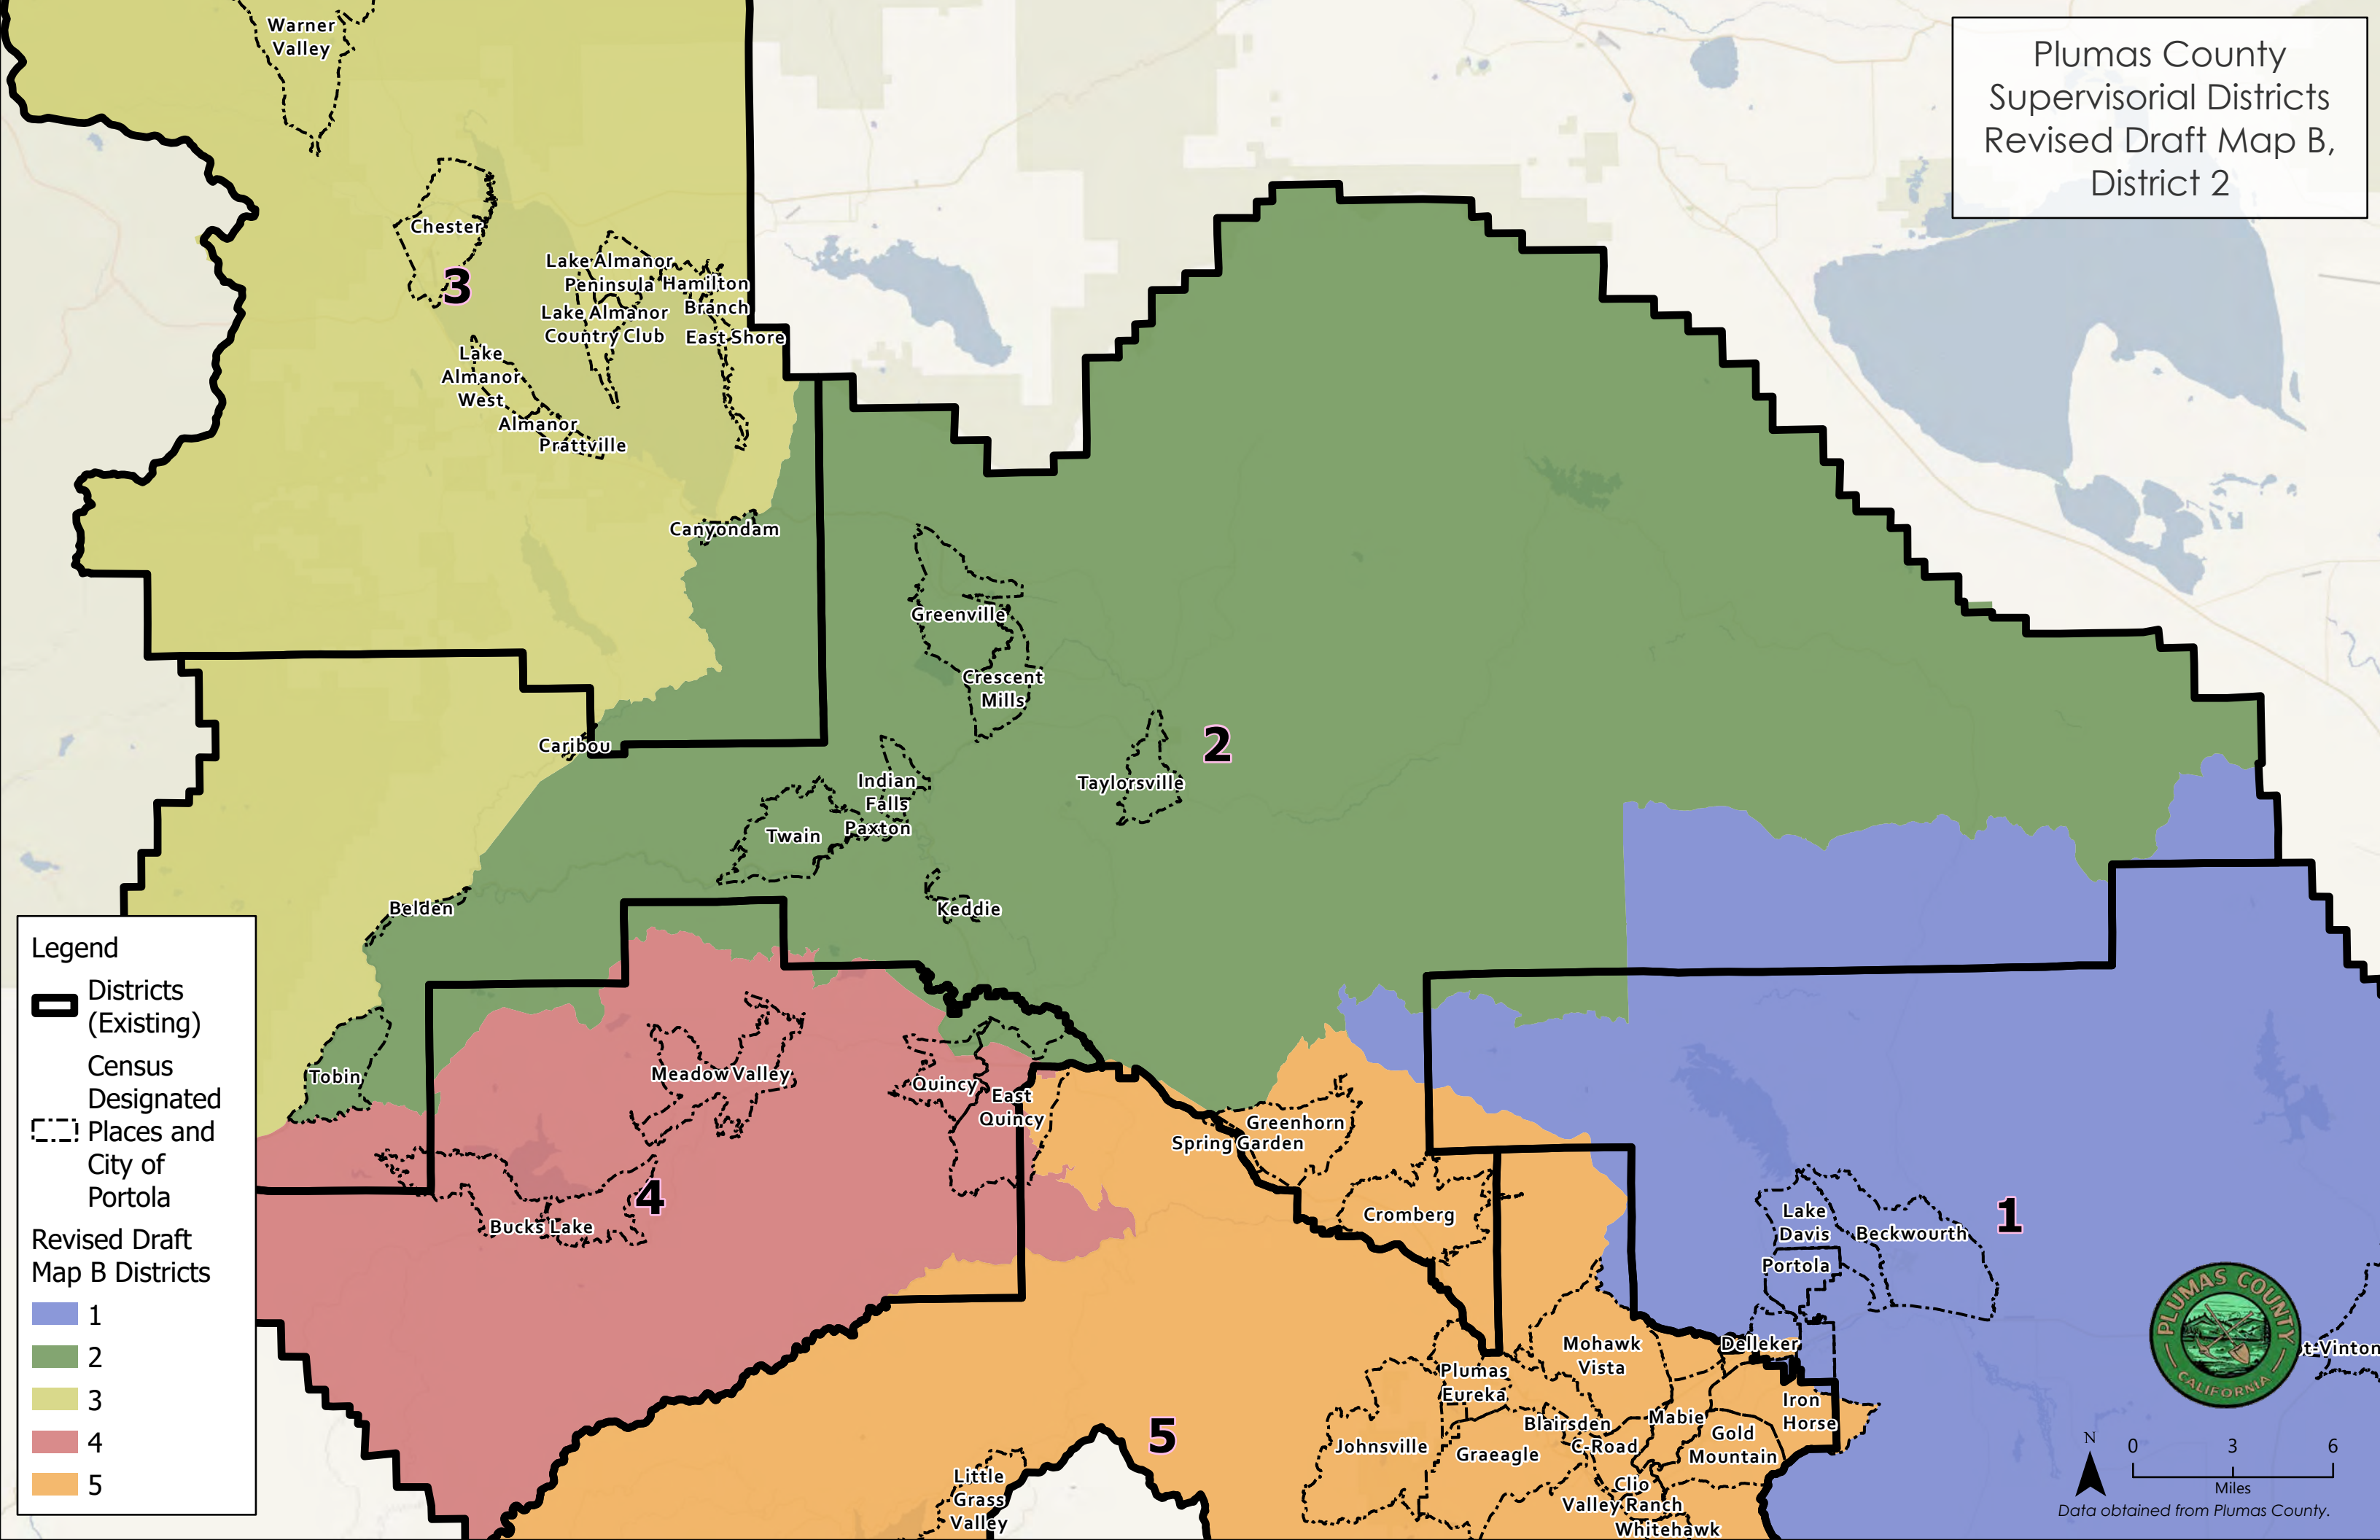 Plumas County
Supervisorial Districts
Revised Draft Map B,
District 2
Warner
Valley
Chester
3
Lake Almanor
Peninsula
Hamilton
Branch
Lake Almanor
Country Club
East Shore
Lake
Almanor
West
Almanor
Prattville
Canyondam
Greenville
Crescent
Mills
Caribou
2
Indian
Falls
Taylorsville
Twain
Paxton
Belden
Keddie
Tobin
Meadow Valley
Quincy
East
Quincy
Greenhorn
Spring Garden
4
Bucks Lake
Cromberg
1
Lake
Davis
Beckwourth
Portola
Delleker
Mohawk
Vista
t-Vinton
Plumas
Eureka
Iron
Horse
5
Blairsden
Mabie
Johnsville
Graeagle
C-Road
Gold
Mountain
Little
Grass
Valley
Clio
Valley Ranch
Whitehawk
Legend
Districts
(Existing)
Census
Designated
Places and
City of
Portola
Revised Draft
Map B Districts
1
2
3
4
5
PLUMAS COUNTY
CALIFORNIA
N
0 3 6
Miles
Data obtained from Plumas County.